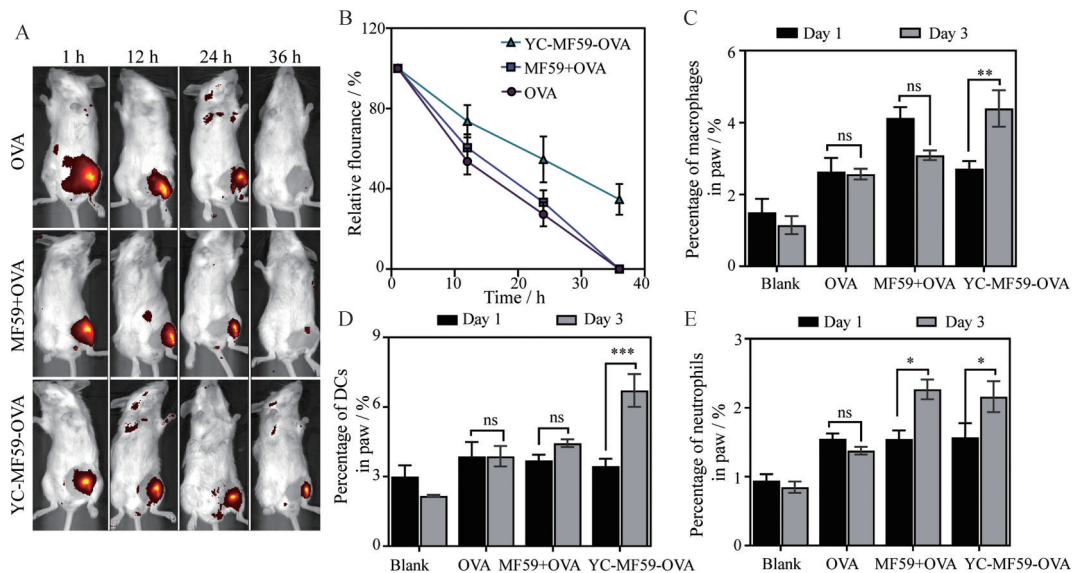 A
1 h 12 h 24 h 36 h
OVA
MF59+OVA
YC-MF59-OVA
B
120
80
40
0
Relative flourance / %
YC-MF59-OVA
MF59+OVA
OVA
0 10 20 30 40
Time / h
C
Day 1 Day 3
6
4
2
0
Percentage of macrophages
in paw / %
ns
ns
**
Blank OVA MF59+OVA YC-MF59-OVA
D
Day 1 Day 3
9
6
3
0
Percentage of DCs
in paw / %
ns
ns
***
Blank OVA MF59+OVA YC-MF59-OVA
E
Day 1 Day 3
3
2
1
0
Percentage of neutrophils
in paw / %
ns
*
*
Blank OVA MF59+OVA YC-MF59-OVA